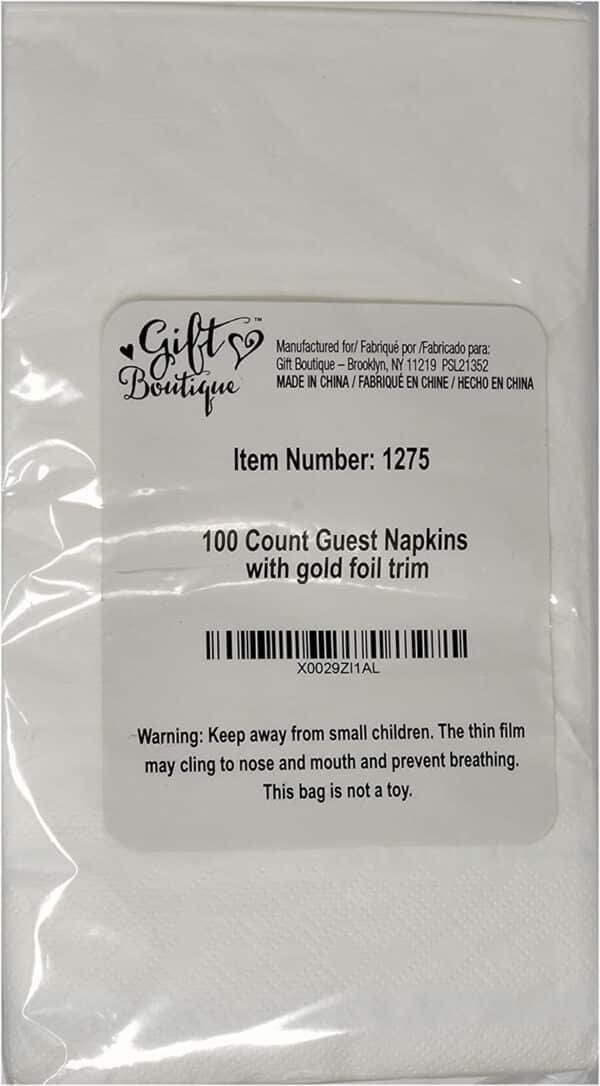 Gift™
Boutique
Manufactured for/ Fabriqué por /Fabricado para:
Gift Boutique – Brooklyn, NY 11219 PSL21352
MADE IN CHINA / FABRIQUÉ EN CHINE / HECHO EN CHINA
Item Number: 1275
100 Count Guest Napkins
with gold foil trim
X0029ZI1AL
Warning: Keep away from small children. The thin film
may cling to nose and mouth and prevent breathing.
This bag is not a toy.